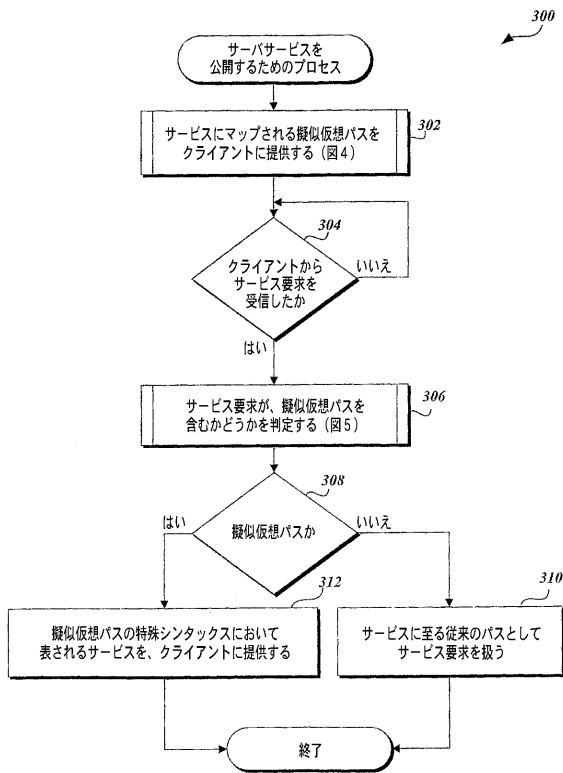 300
サーバサービスを
公開するためのプロセス
サービスにマップされる擬似仮想パスを
クライアントに提供する（図4）
302
304
クライアントから
サービス要求を
受信したか
いいえ
はい
サービス要求が、擬似仮想パスを
含むかどうかを判定する（図5）
306
308
擬似仮想パスか
はい
いいえ
312
擬似仮想パスの特殊シンタックスにおいて
表されるサービスを、クライアントに提供する
310
サービスに至る従来のパスとして
サービス要求を扱う
終了